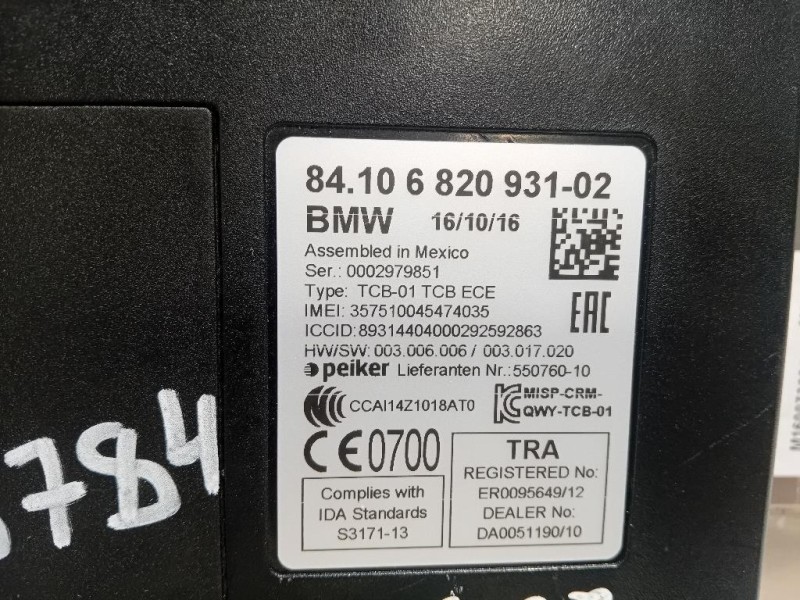 84.10 6 820 931-02
BMW 16/10/16
Assembled in Mexico
Ser.: 0002979851
Type: TCB-01 TCB ECE
IMEI: 357510045474035
ICCID:89314404000292592863
HW/SW: 003.006.006 / 003.017.020
peiker Lieferanten Nr.:550760-10
EAC
CCAI14Z1018AT0
MISP-CRM-
QWY-TCB-01
CE0700
Complies with
IDA Standards
S3171-13
TRA
REGISTERED No:
ER0095649/12
DEALER No:
DA0051190/10
784